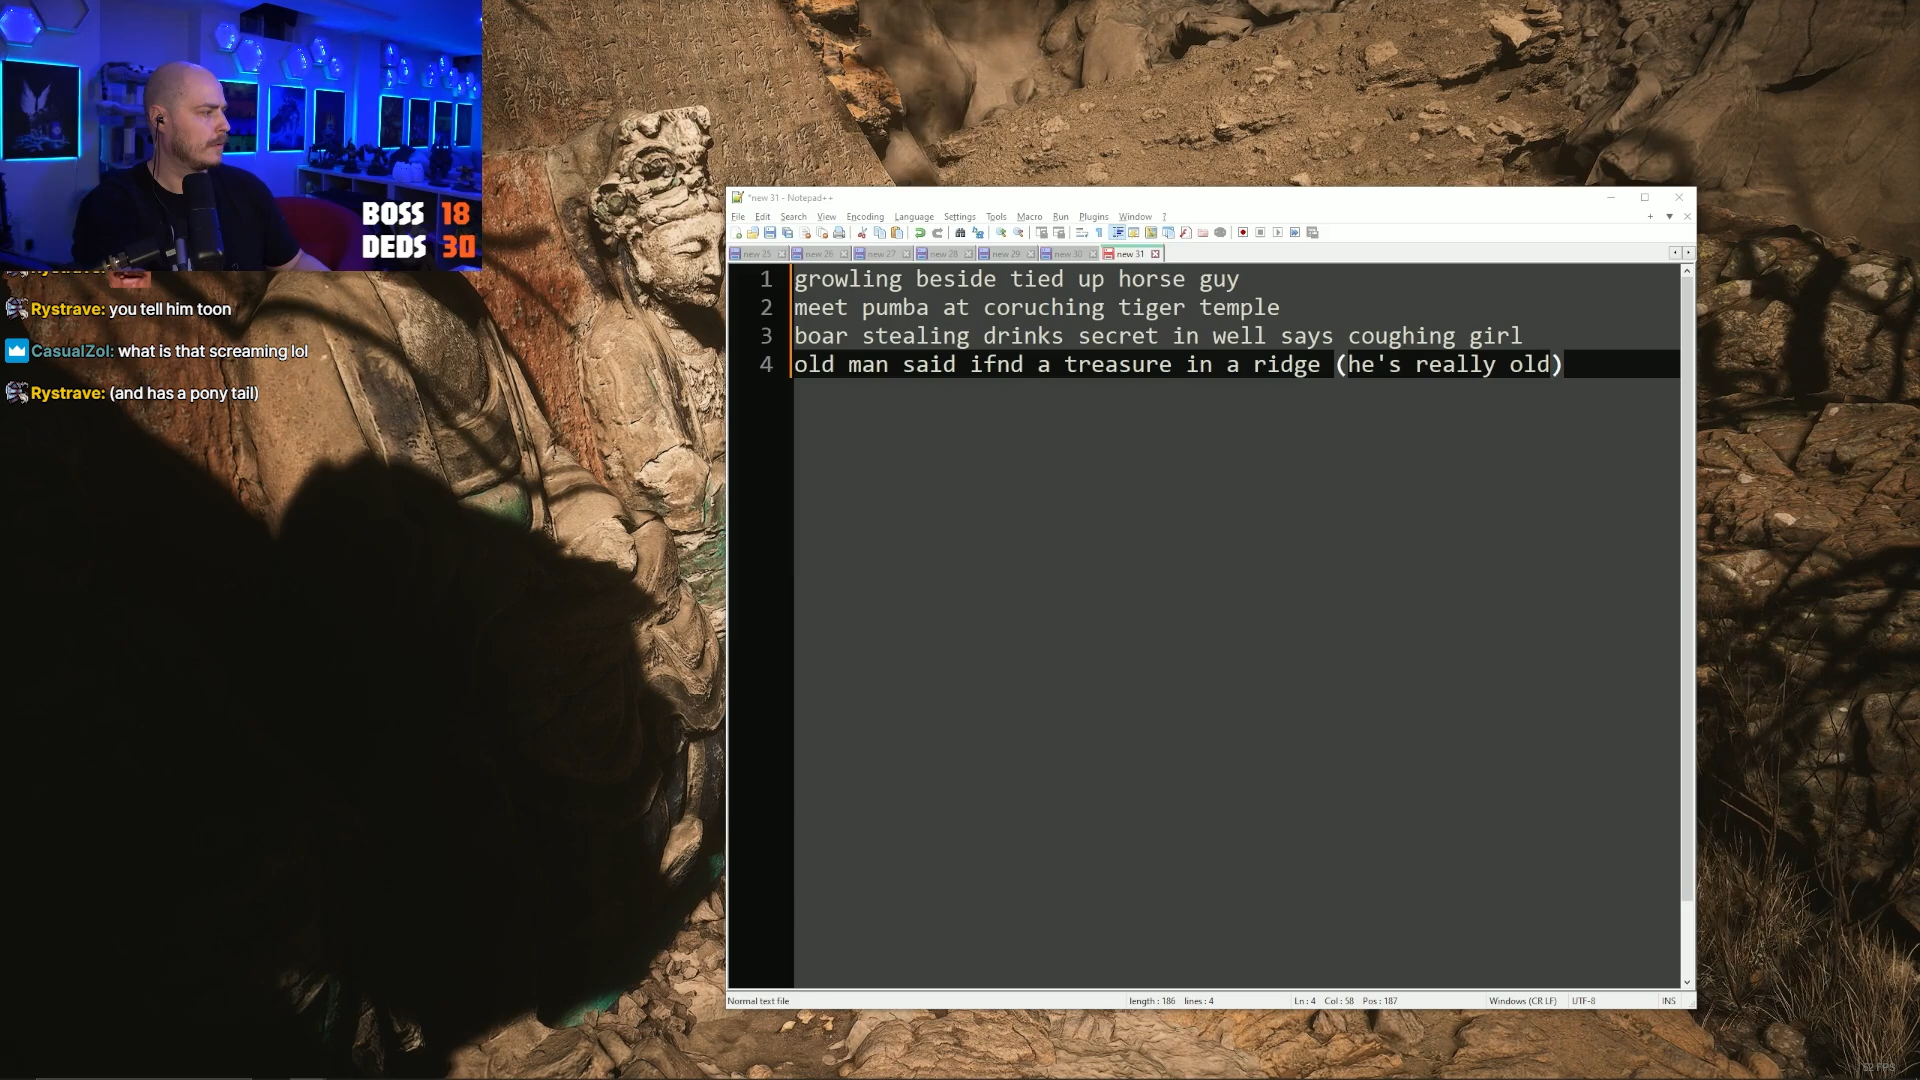 BOSS 18
DEDS 30
Rystrave: you tell him toon
CasualZol: what is that screaming lol
Rystrave: (and has a pony tail)
*new 31 - Notepad++
File Edit Search View Encoding Language Settings Tools Macro Run Plugins Window ?
new 25 new 26 new 27 new 28 new 29 new 30 new 31
1 growling beside tied up horse guy
2 meet pumba at coruching tiger temple
3 boar stealing drinks secret in well says coughing girl
4 old man said ifnd a treasure in a ridge (he's really old)
Normal text file length : 186 lines : 4 Ln : 4 Col : 58 Pos : 187 Windows (CR LF) UTF-8 INS
52 FPS